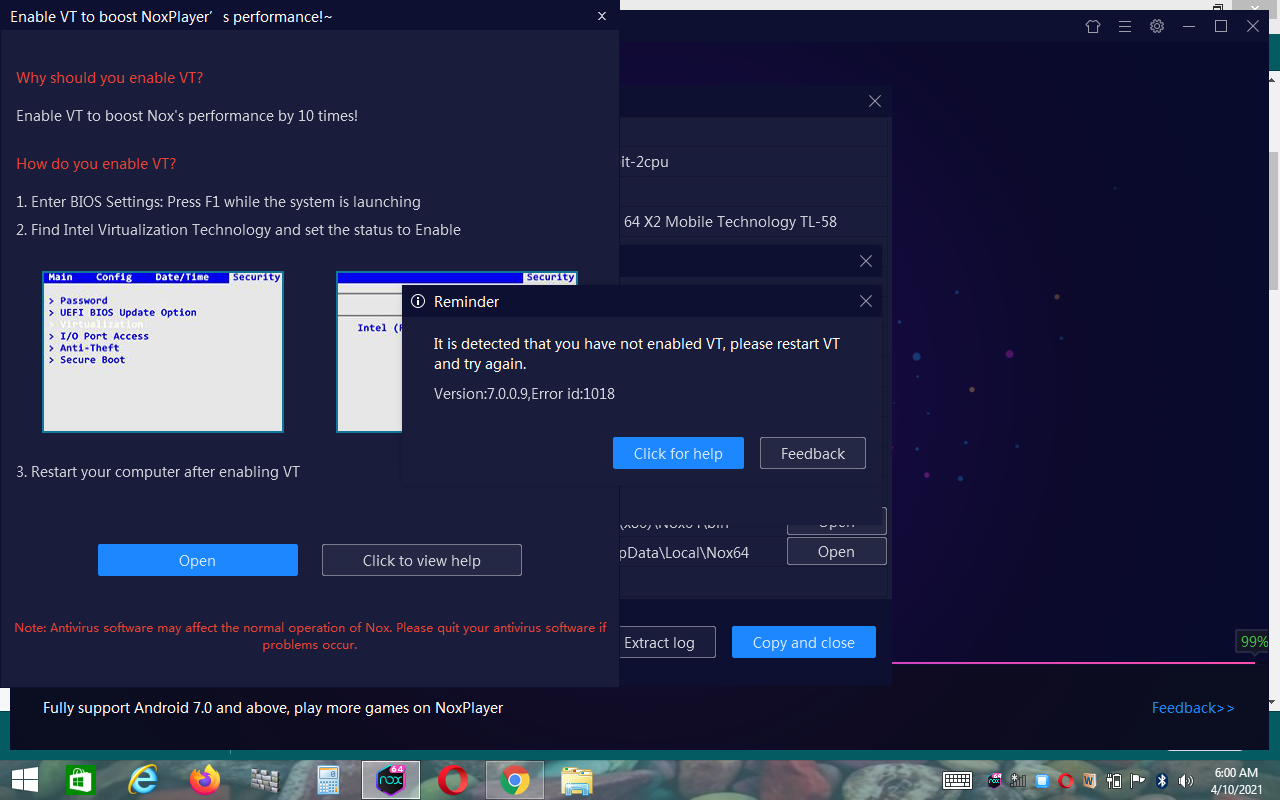 Enable VT to boost NoxPlayer’s performance!~
Why should you enable VT?
Enable VT to boost Nox's performance by 10 times!
How do you enable VT?
1. Enter BIOS Settings: Press F1 while the system is launching
2. Find Intel Virtualization Technology and set the status to Enable
Main Config Date/Time Security
> Password
> UEFI BIOS Update Option
> Virtualization
> I/O Port Access
> Anti-Theft
> Secure Boot
Security
Intel (
3. Restart your computer after enabling VT
Open
Click to view help
Note: Antivirus software may affect the normal operation of Nox. Please quit your antivirus software if
problems occur.
it-2cpu
64 X2 Mobile Technology TL-58
Reminder
It is detected that you have not enabled VT, please restart VT
and try again.
Version:7.0.0.9,Error id:1018
Click for help
Feedback
Open
pData\Local\Nox64
Open
Extract log
Copy and close
99%
Fully support Android 7.0 and above, play more games on NoxPlayer
Feedback>>
64
nox
6:00 AM
4/10/2021